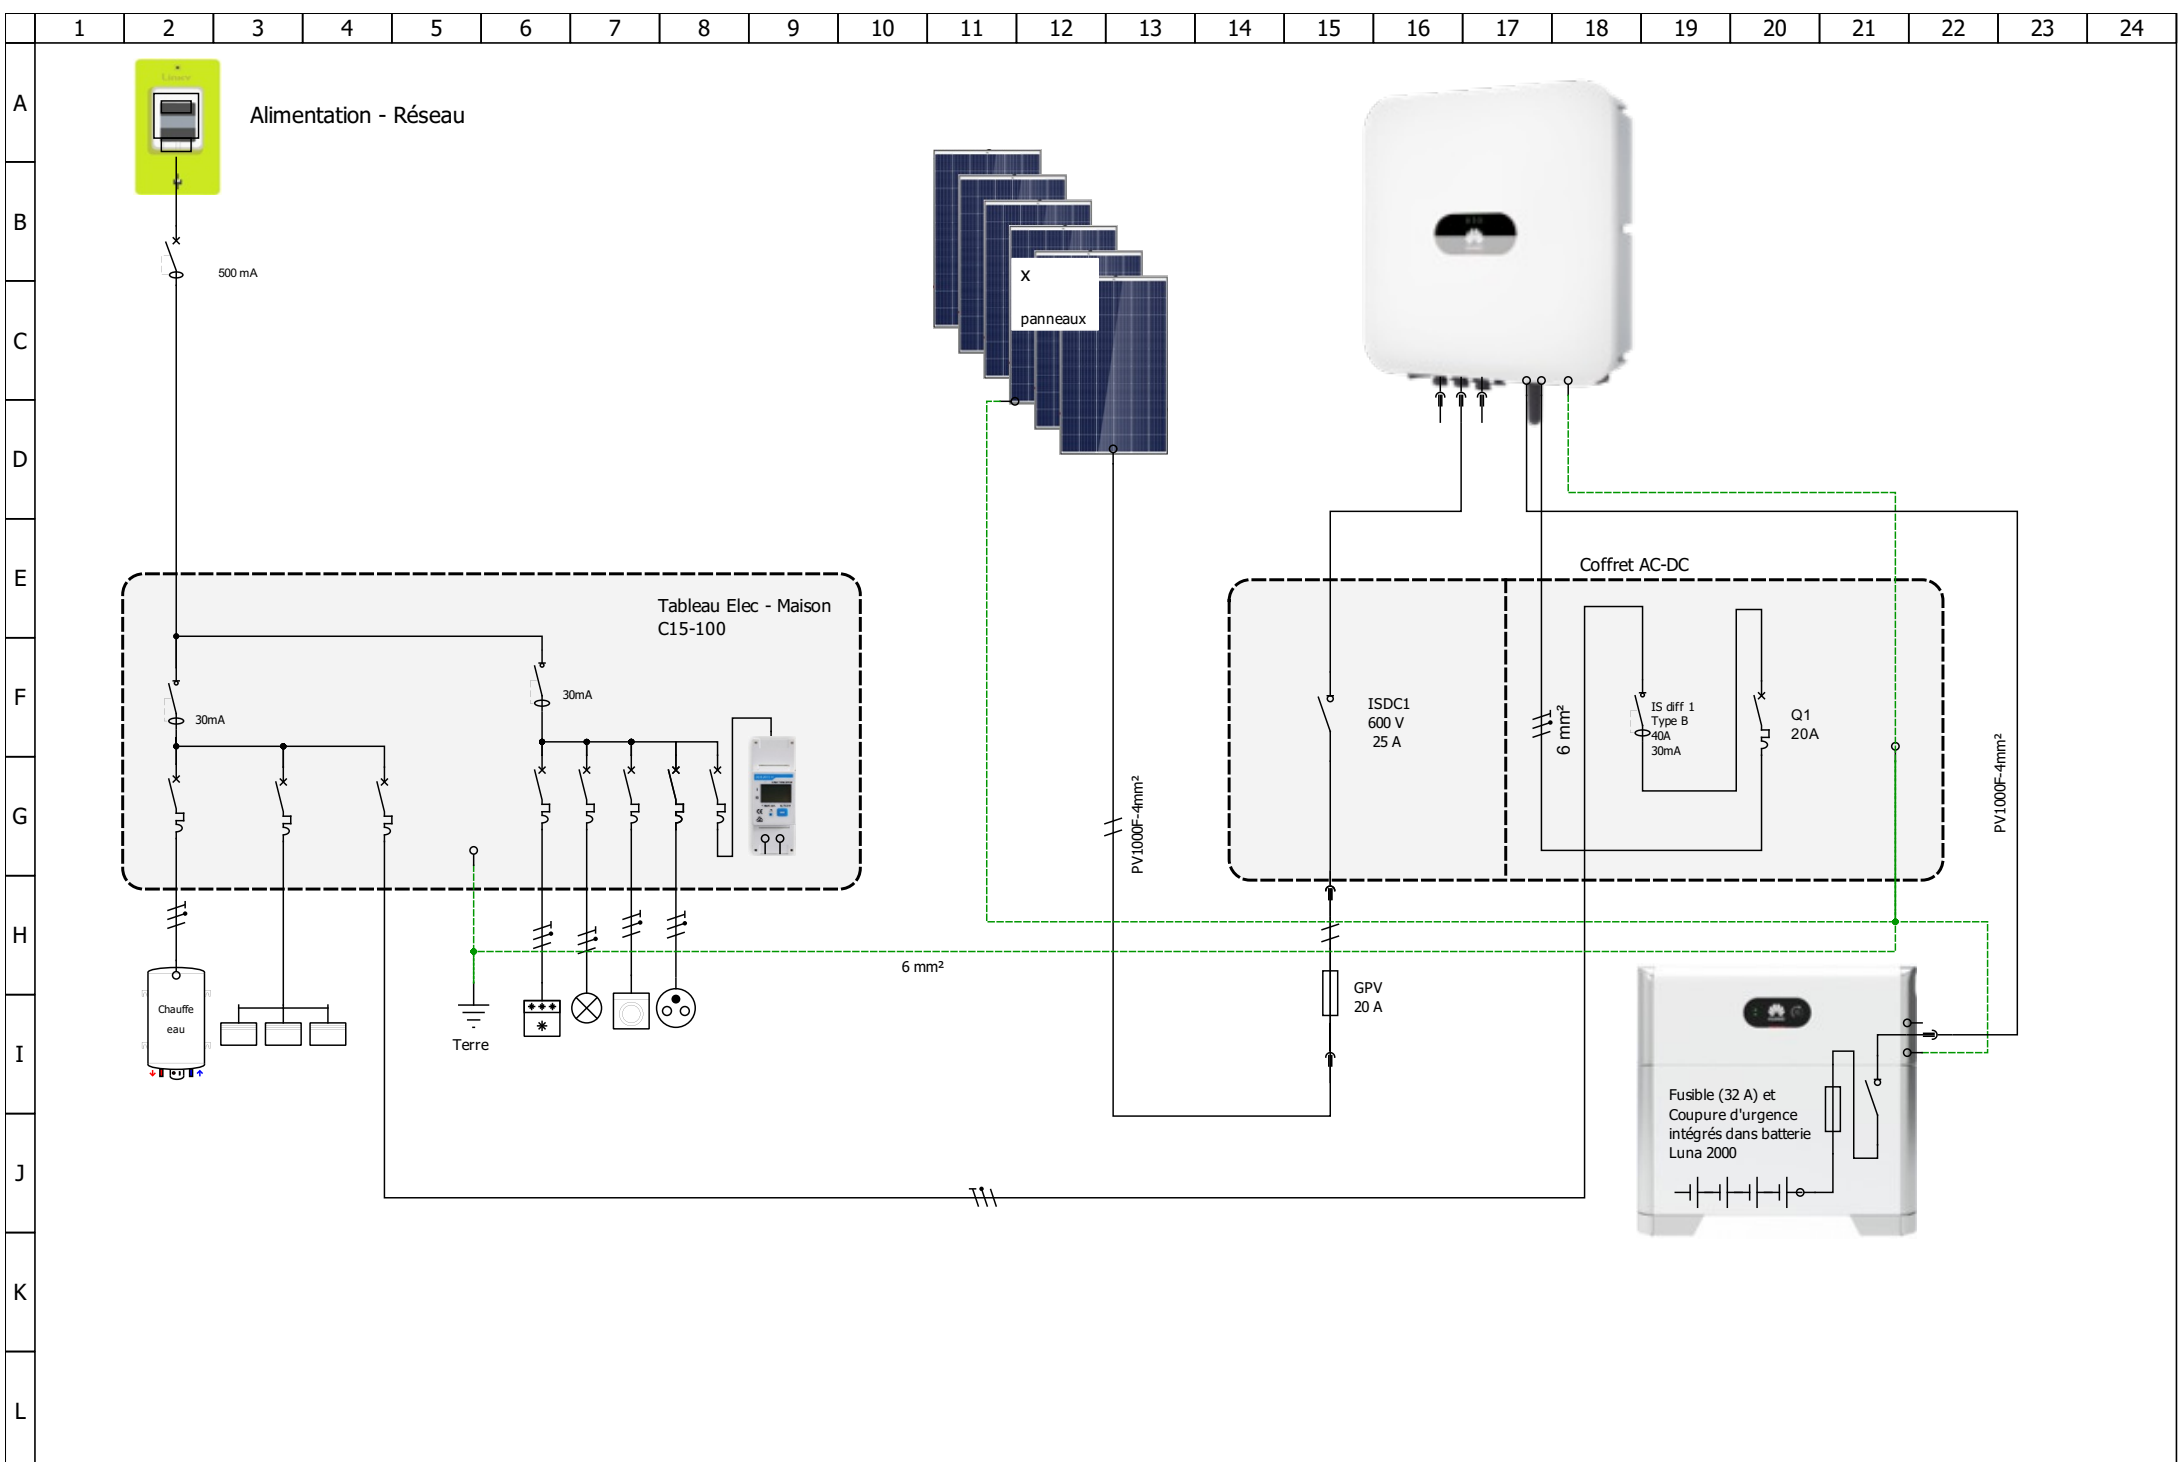 1 2 3 4 5 6 7 8 9 10 11 12 13 14 15 16 17 18 19 20 21 22 23 24
A
B
C
D
E
F
G
H
I
J
K
L
Linky
Alimentation - Réseau
500 mA
x
panneaux
Tableau Elec - Maison
C15-100
30mA
30mA
Chauffe
eau
Terre
6 mm²
PV1000F-4mm²
Coffret AC-DC
ISDC1
600 V
25 A
6 mm²
IS diff 1
Type B
40A
30mA
Q1
20A
PV1000F-4mm²
GPV
20 A
Fusible (32 A) et
Coupure d'urgence
intégrés dans batterie
Luna 2000